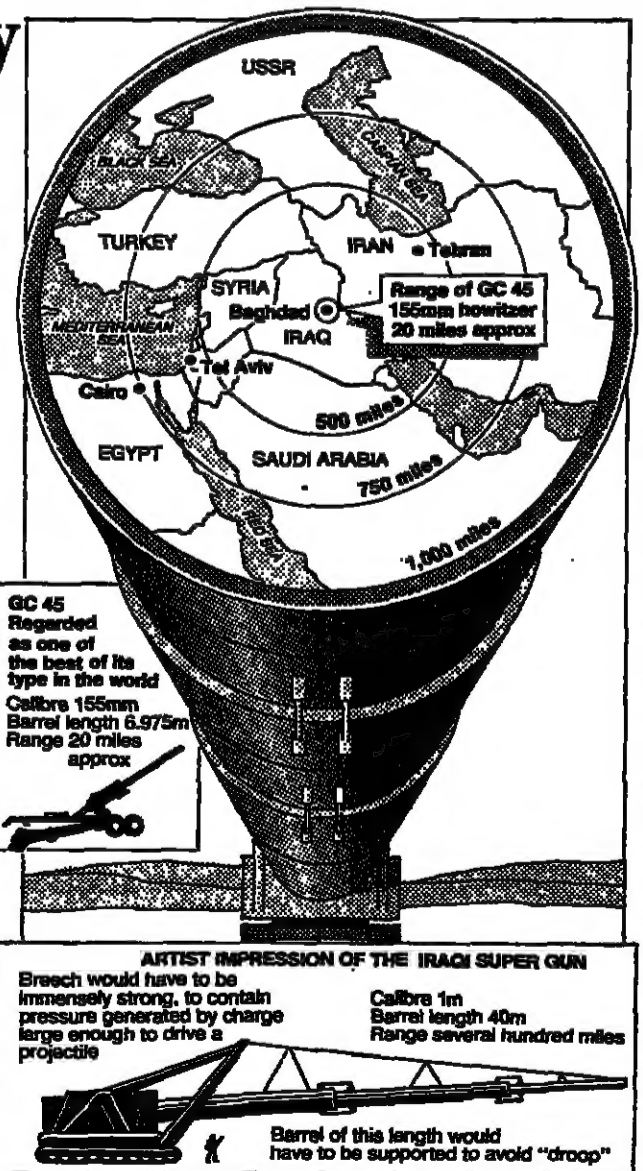 y
USSR
BLACK SEA
CASPIAN SEA
TURKEY
IRAN
Tehran
SYRIA
Baghdad
IRAQ
Range of GC 45
155mm howitzer
20 miles approx
MEDITERRANEAN
SEA
Tel Aviv
Cairo
500 miles
EGYPT
SAUDI ARABIA
750 miles
RED SEA
1,000 miles
GC 45
Regarded
as one of
the best of its
type in the world
Calibre 155mm
Barrel length 6.975m
Range 20 miles
approx
ARTIST IMPRESSION OF THE IRAQI SUPER GUN
Breech would have to be
immensely strong, to contain
pressure generated by charge
large enough to drive a
projectile
Calibre 1m
Barrel length 40m
Range several hundred miles
Barrel of this length would
have to be supported to avoid "droop"